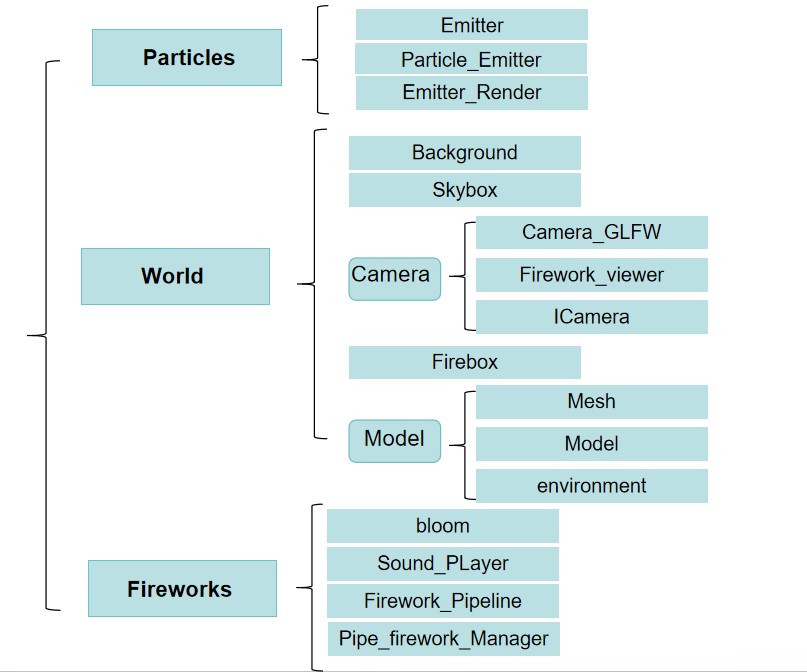 Particles
Emitter
Particle_Emitter
Emitter_Render
World
Background
Skybox
Camera
Camera_GLFW
Firework_viewer
ICamera
Firebox
Model
Mesh
Model
environment
Fireworks
bloom
Sound_PLayer
Firework_Pipeline
Pipe_firework_Manager